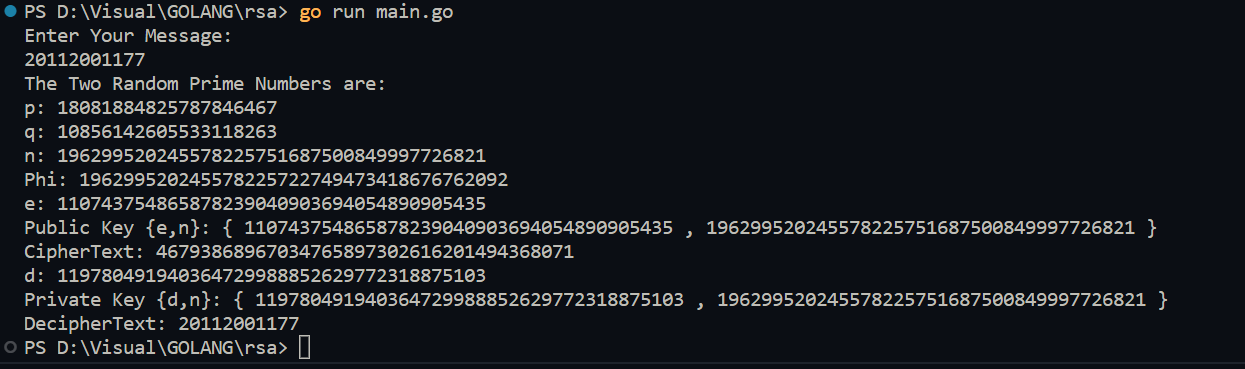 PS D:\Visual\GOLANG\rsa> go run main.go
Enter Your Message:
20112001177
The Two Random Prime Numbers are:
p: 18081884825787846467
q: 10856142605533118263
n: 196299520245578225751687500849997726821
Phi: 196299520245578225722749473418676762092
e: 110743754865878239040903694054890905435
Public Key {e,n}: { 110743754865878239040903694054890905435 , 196299520245578225751687500849997726821 }
CipherText: 46793868967034765897302616201494368071
d: 119780491940364729988852629772318875103
Private Key {d,n}: { 119780491940364729988852629772318875103 , 196299520245578225751687500849997726821 }
DecipherText: 20112001177
PS D:\Visual\GOLANG\rsa>